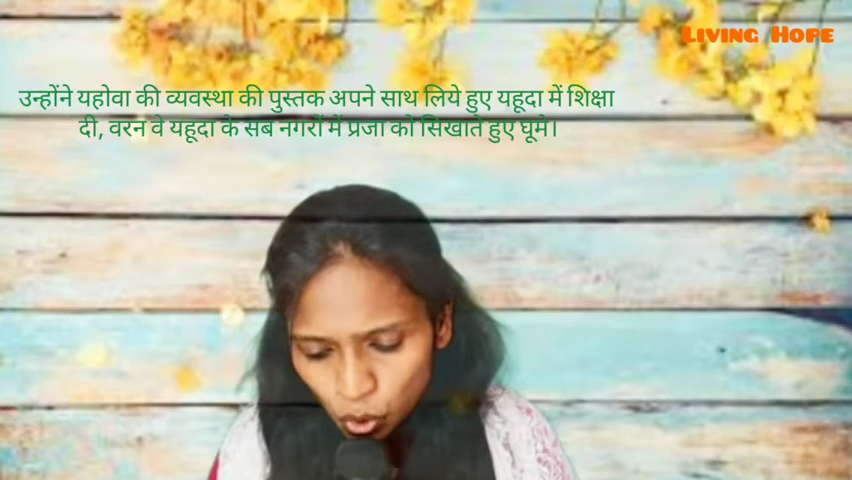 Living Hope
उन्होंने यहोवा की व्यवस्था की पुस्तक अपने साथ लिये हुए यहूदा में शिक्षा
दी, वरन वे यहूदा के सब नगरों में प्रजा को सिखाते हुए घूमे।